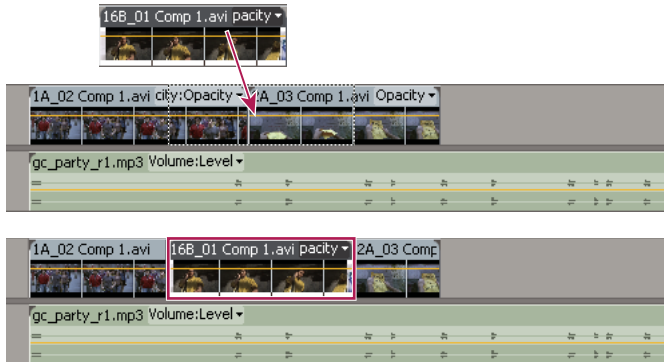 16B_01 Comp 1.avi pacity
1A_02 Comp 1.avi city:Opacity 2A_03 Comp 1.avi Opacity
gc_party_r1.mp3 Volume:Level
1A_02 Comp 1.avi 16B_01 Comp 1.avi pacity 2A_03 Comp
gc_party_r1.mp3 Volume:Level